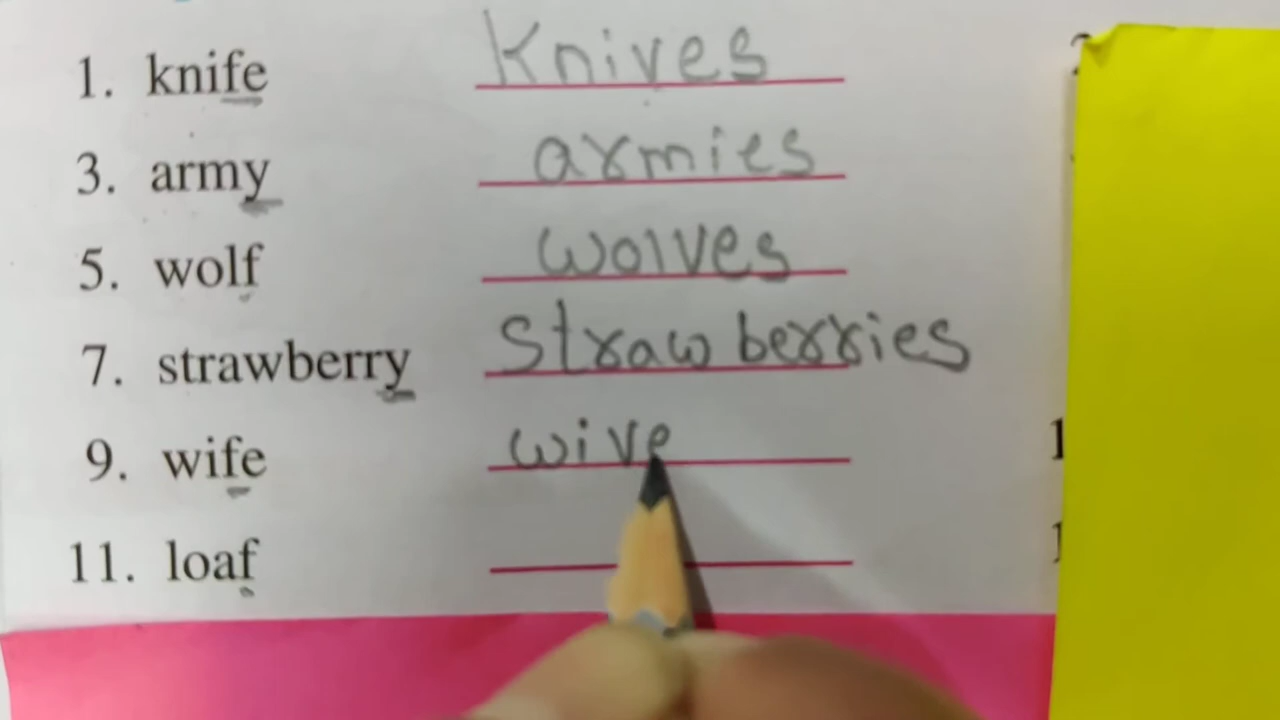 1. knife Knives
3. army armies
5. wolf wolves
7. strawberry Strawberries
9. wife wive
11. loaf